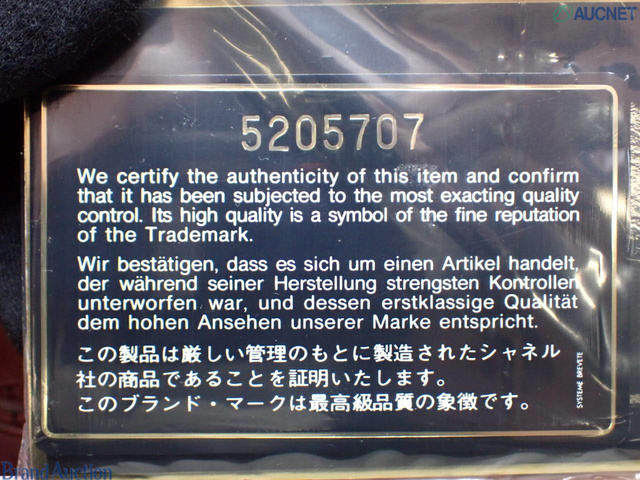 AUCNET
5205707
We certify the authenticity of this item and confirm
that it has been subjected to the most exacting quality
control. Its high quality is a symbol of the fine reputation
of the Trademark.
Wir bestätigen, dass es sich um einen Artikel handelt,
der während seiner Herstellung strengsten Kontrollen
unterworfen war, und dessen erstklassige Qualität
dem hohen Ansehen unserer Marke entspricht.
この製品は厳しい管理のもとに製造されたシャネル
社の商品であることを証明いたします。
このブランド・マークは最高級品質の象徴です。
SYSTEME BREVETE
Brand Auction